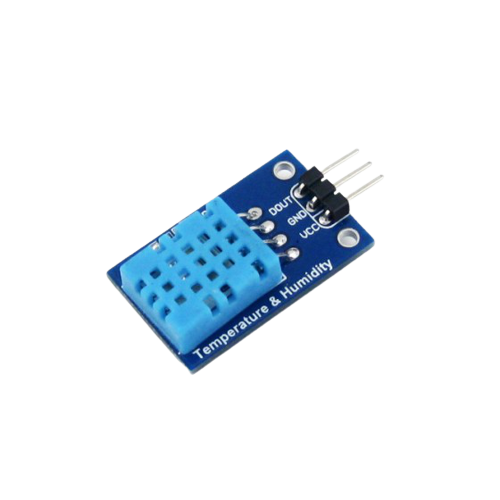 DOUT
GND
VCC
Temperature & Humidity